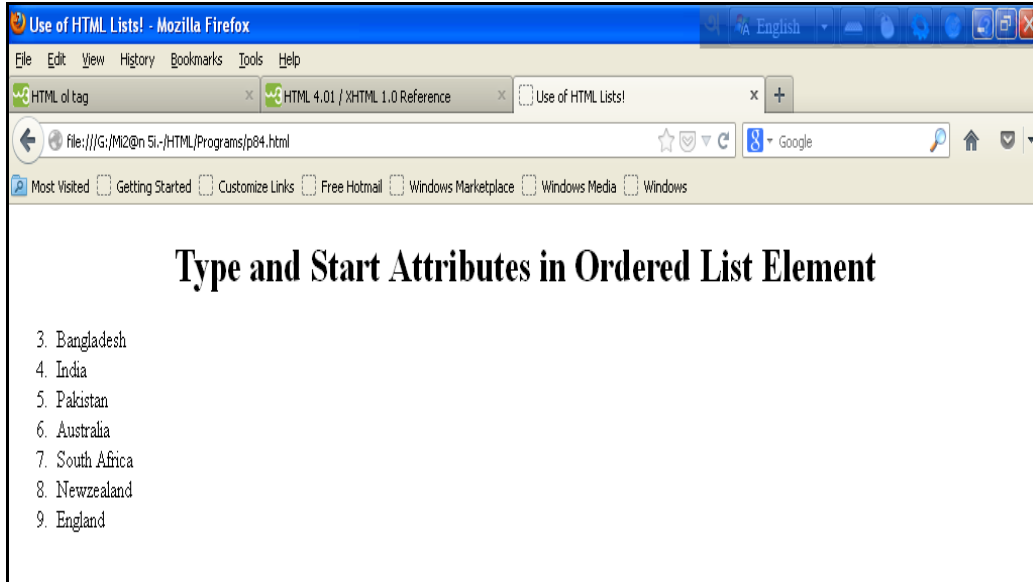 Use of HTML Lists! - Mozilla Firefox
English
File Edit View History Bookmarks Tools Help
HTML ol tag
HTML 4.01 / XHTML 1.0 Reference
Use of HTML Lists!
file:///G:/Mi2@n 5i.-/HTML/Programs/p84.html
Google
Most Visited Getting Started Customize Links Free Hotmail Windows Marketplace Windows Media Windows
Type and Start Attributes in Ordered List Element
3. Bangladesh
4. India
5. Pakistan
6. Australia
7. South Africa
8. Newzealand
9. England